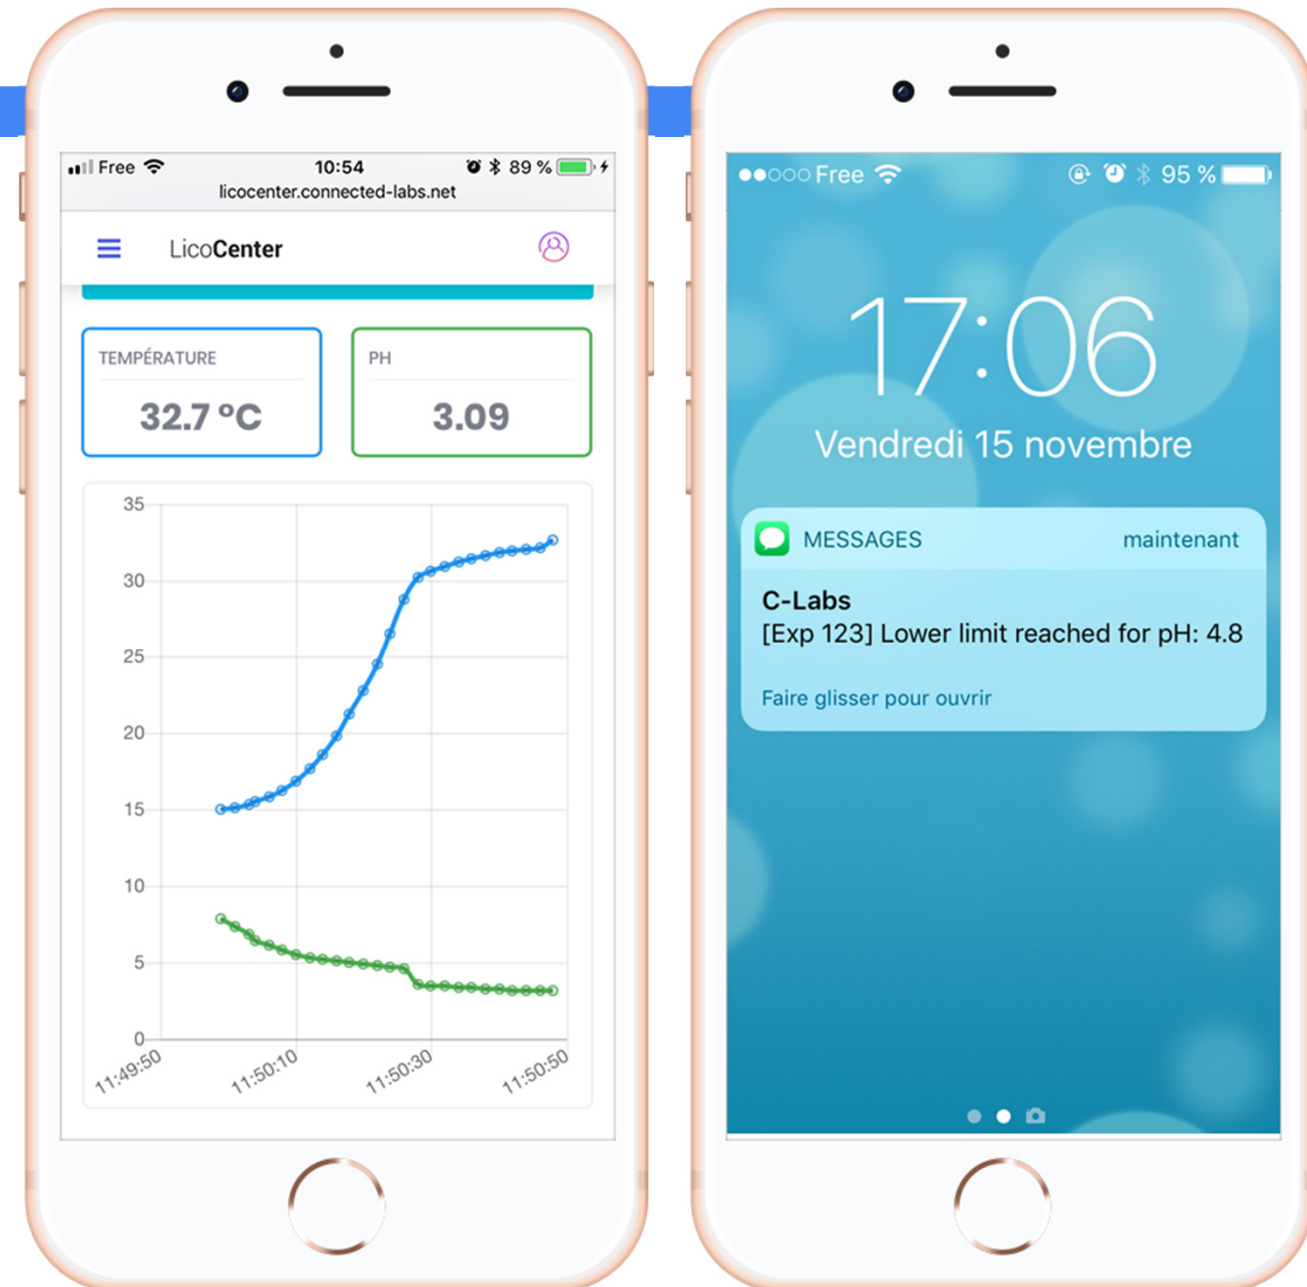 Free 10:54 89 %
licocenter.connected-labs.net
LicoCenter
TEMPÉRATURE
32.7 °C
PH
3.09
35
30
25
20
15
10
5
0
11:49:50 11:50:10 11:50:30 11:50:50
Free 95 %
17:06
Vendredi 15 novembre
MESSAGES maintenant
C-Labs
[Exp 123] Lower limit reached for pH: 4.8
Faire glisser pour ouvrir